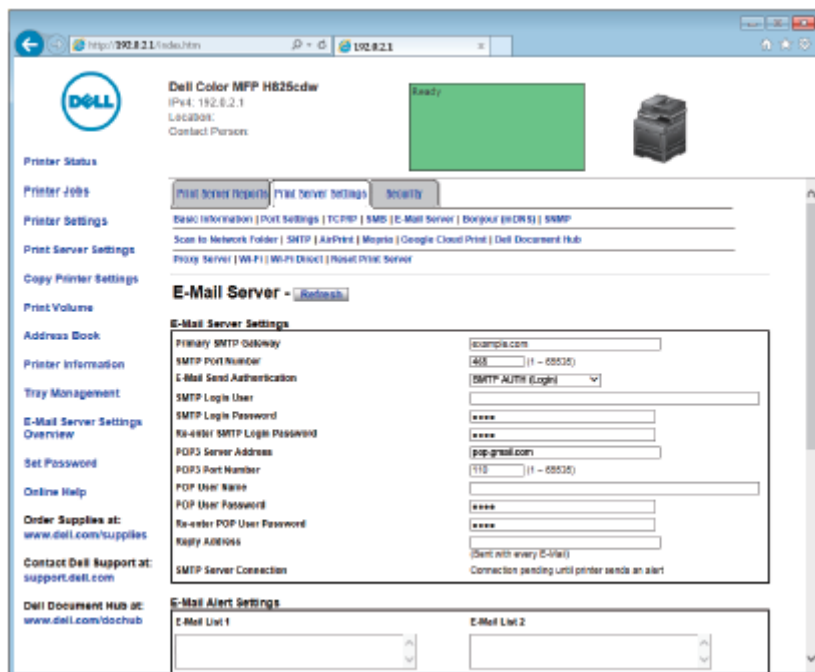 http://192.0.2.1/index.htm
192.0.2.1
DELL
Dell Color MFP H825cdw
IPv4: 192.0.2.1
Location:
Contact Person:
Ready
Printer Status
Printer Jobs
Printer Settings
Print Server Settings
Copy Printer Settings
Print Volume
Address Book
Printer Information
Tray Management
E-Mail Server Settings
Overview
Set Password
Online Help
Order Supplies at:
www.dell.com/supplies
Contact Dell Support at:
support.dell.com
Dell Document Hub at:
www.dell.com/dochub
Print Server Reports Print Server Settings Security
Basic Information | Port Settings | TCP/IP | SMB | E-Mail Server | Bonjour (mDNS) | SNMP
Scan to Network Folder | SNTP | AirPrint | Mopria | Google Cloud Print | Dell Document Hub
Proxy Server | Wi-Fi | Wi-Fi Direct | Reset Print Server
E-Mail Server - Refresh
E-Mail Server Settings
Primary SMTP Gateway example.com
SMTP Port Number 465 (1 – 65535)
E-Mail Send Authentication SMTP AUTH (Login)
SMTP Login User
SMTP Login Password ••••
Re-enter SMTP Login Password ••••
POP3 Server Address pop.gmail.com
POP3 Port Number 110 (1 – 65535)
POP User Name
POP User Password ••••
Re-enter POP User Password ••••
Reply Address
(Sent with every E-Mail)
SMTP Server Connection Connection pending until printer sends an alert
E-Mail Alert Settings
E-Mail List 1 E-Mail List 2